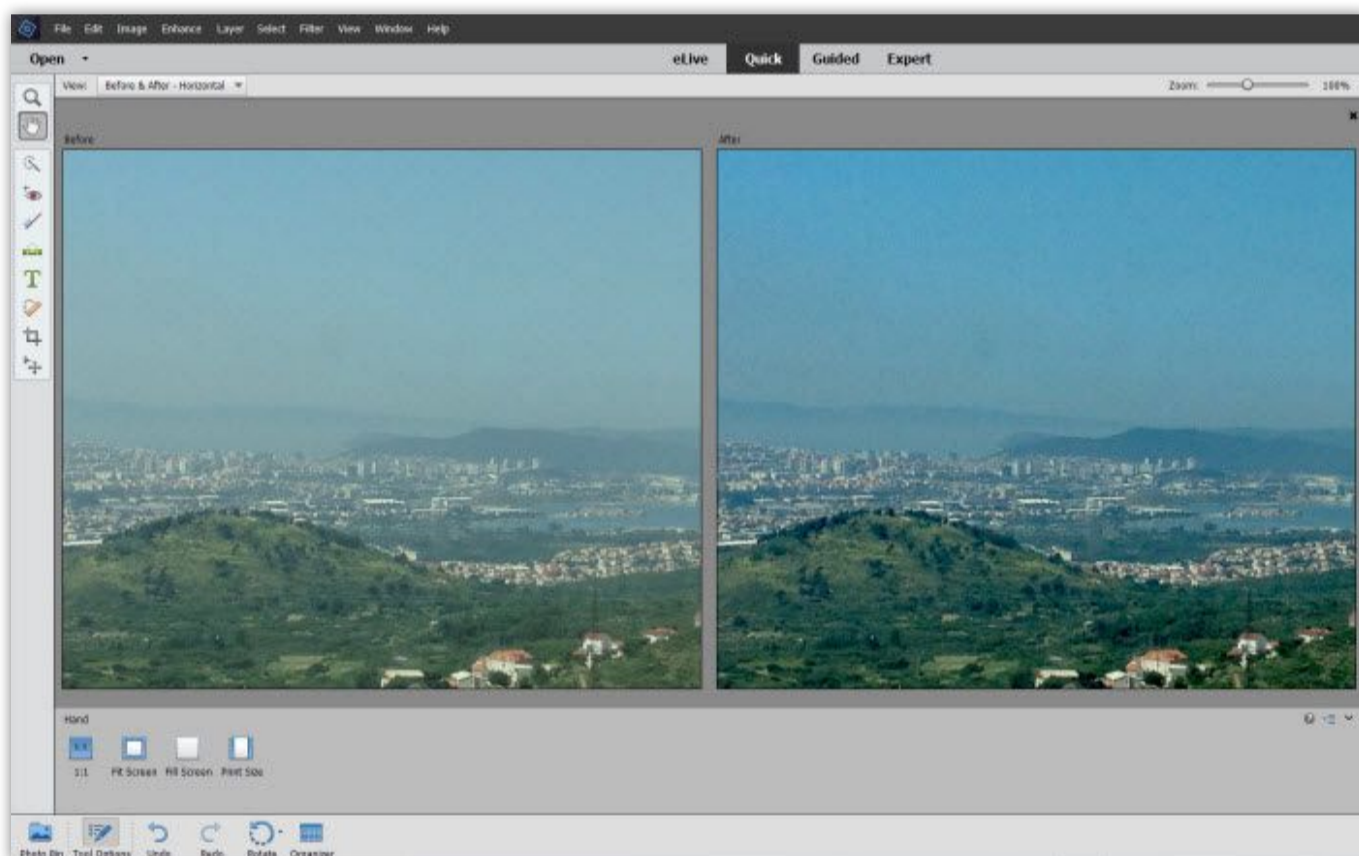 File Edit Image Enhance Layer Select Filter View Window Help
Open eLive Quick Guided Expert
View: Before & After - Horizontal Zoom: 100%
Before After
T
Hand
1:1 Fit Screen Fill Screen Print Size
Photo Bin Tool Options Undo Redo Rotate Organizer